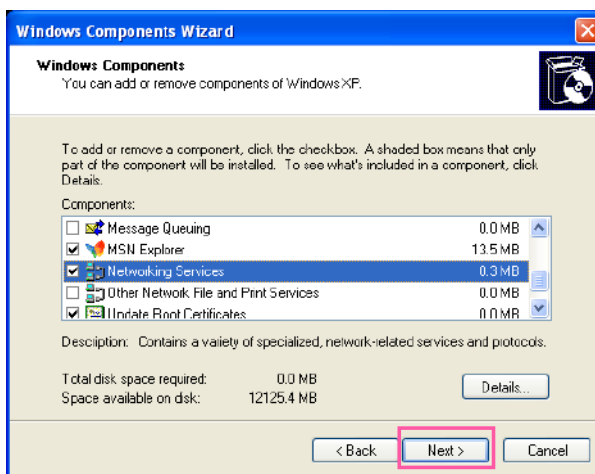 Windows Components Wizard
Windows Components
You can add or remove components of Windows XP.
To add or remove a component, click the checkbox. A shaded box means that only
part of the component will be installed. To see what's included in a component, click
Details.
Components:
Message Queuing 0.0 MB
MSN Explorer 13.5 MB
Networking Services 0.3 MB
Other Network File and Print Services 0.0 MB
Update Root Certificates 0.0 MB
Description: Contains a variety of specialized, network-related services and protocols.
Total disk space required: 0.0 MB
Space available on disk: 12125.4 MB
Details...
< Back Next > Cancel